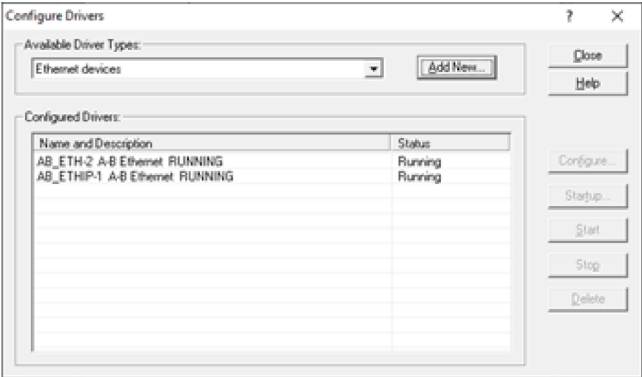 Configure Drivers
Available Driver Types:
Ethernet devices
Add New...
Close
Help
Configured Drivers:
Name and Description Status
AB_ETH-2 A-B Ethernet RUNNING Running
AB_ETHIP-1 A-B Ethernet RUNNING Running
Configure...
Startup...
Start
Stop
Delete